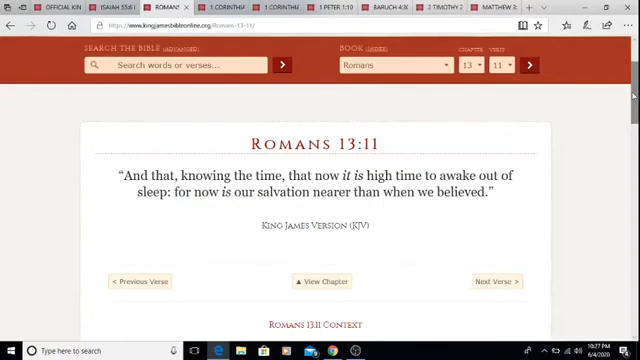 OFFICIAL KIN
ISAIAH 55:6 I
ROMANS
1 CORINTHI
1 CORINTHI
1 PETER 1:10
BARUCH 4:3
2 TIMOTHY 2
MATTHEW 3:
https://www.kingjamesbibleonline.org/Romans-13-11/
SEARCH THE BIBLE (ADVANCED)
BOOK (INDEX)
CHAPTER
VERSE
Search words or verses...
Romans
13
11
ROMANS 13:11
“And that, knowing the time, that now it is high time to awake out of
sleep: for now is our salvation nearer than when we believed.”
KING JAMES VERSION (KJV)
< Previous Verse
▲ View Chapter
Next Verse >
ROMANS 13:11 CONTEXT
Type here to search
10:27 PM
6/4/2020